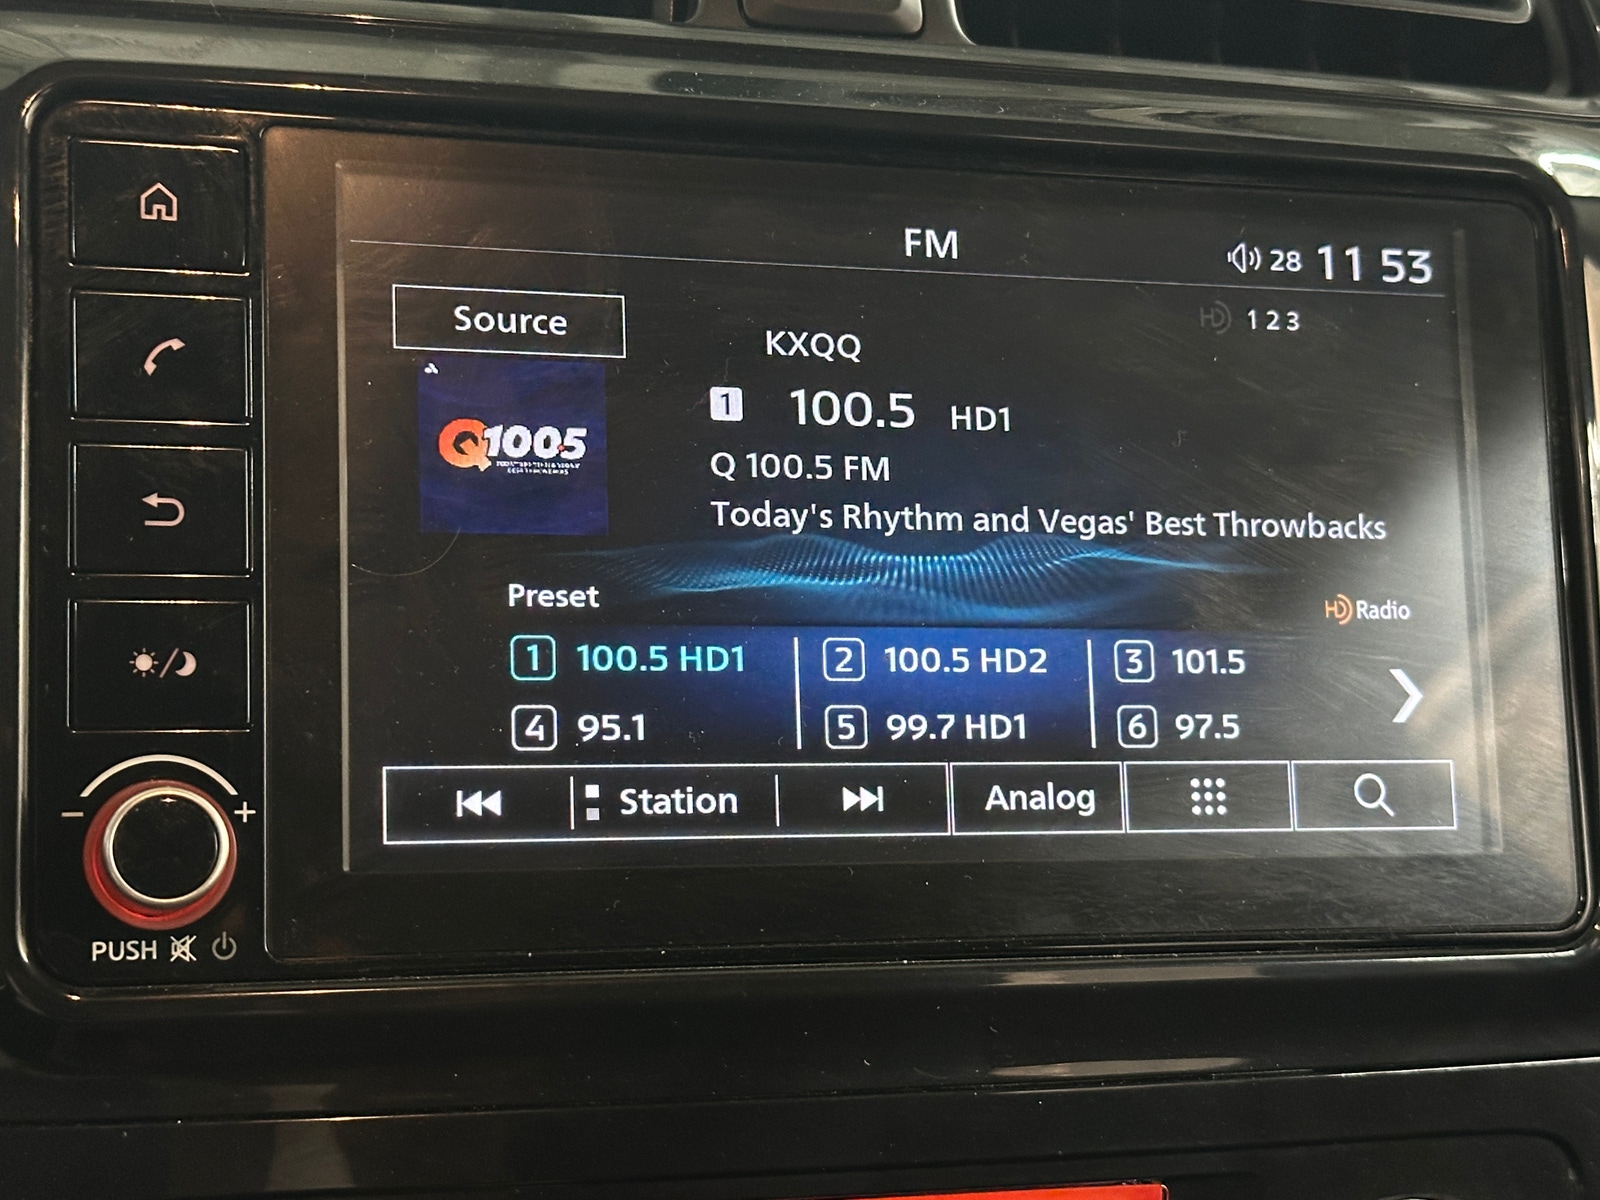 FM
28 11 53
Source
HD 1 2 3
KXQQ
1 100.5 HD1
Q100.5
Q 100.5 FM
Today's Rhythm and Vegas' Best Throwbacks
Preset
HD Radio
1 100.5 HD1 2 100.5 HD2 3 101.5
4 95.1 5 99.7 HD1 6 97.5
Station Analog
- +
PUSH